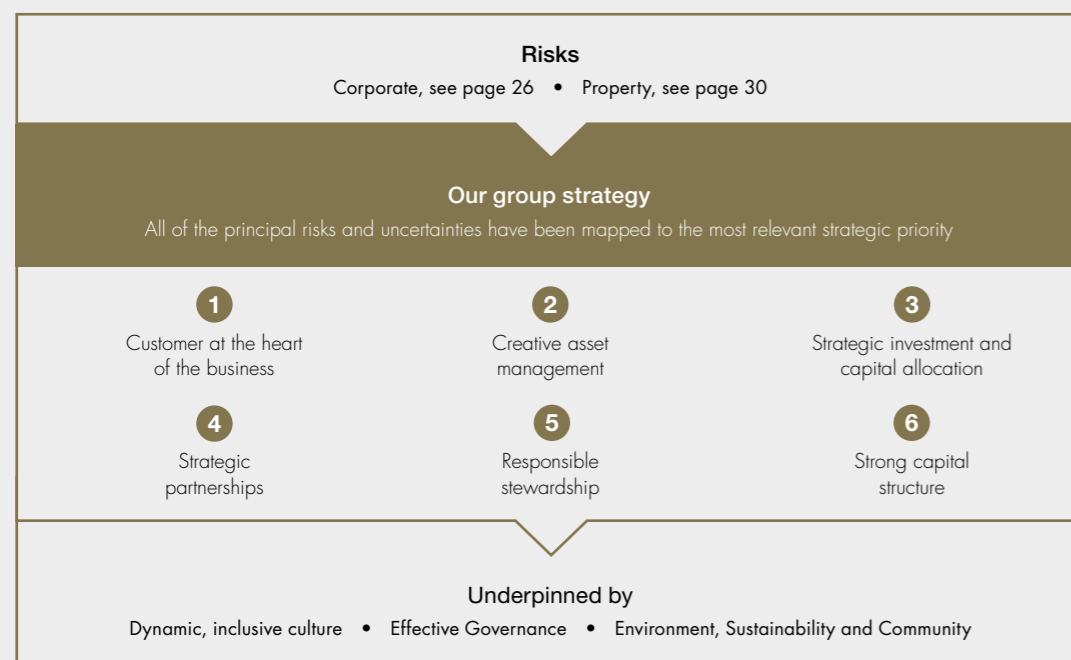 Risks
Corporate, see page 26 • Property, see page 30
Our group strategy
All of the principal risks and uncertainties have been mapped to the most relevant strategic priority
1
Customer at the heart
of the business
2
Creative asset
management
3
Strategic investment and
capital allocation
4
Strategic
partnerships
5
Responsible
stewardship
6
Strong capital
structure
Underpinned by
Dynamic, inclusive culture • Effective Governance • Environment, Sustainability and Community